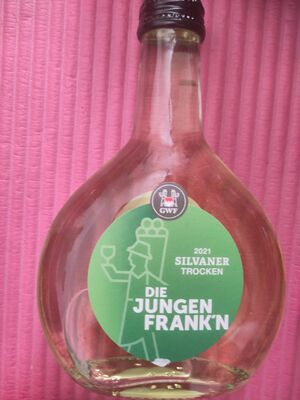 GWF
2021
SILVANER
TROCKEN
DIE
JUNGEN
FRANK'N